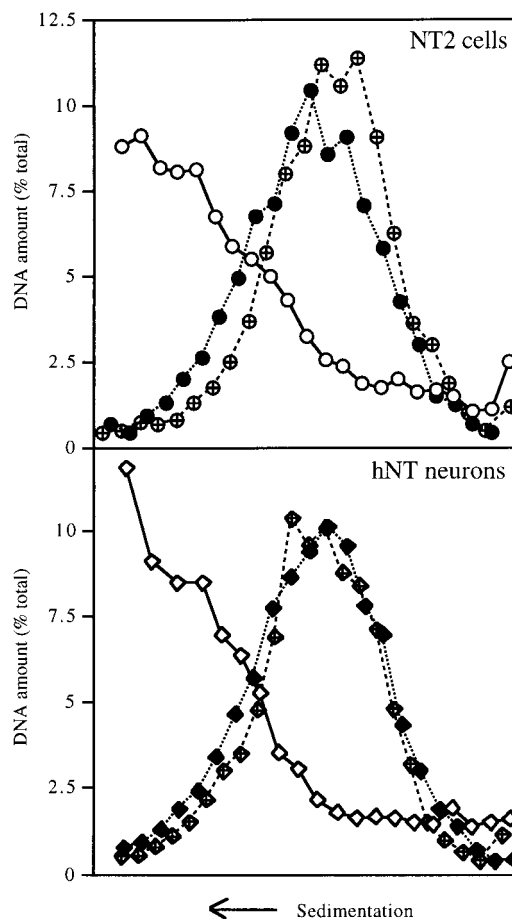 12.5
NT2 cells
10
7.5
5
2.5
0
DNA amount (% total)
hNT neurons
10
7.5
5
2.5
0
DNA amount (% total)
Sedimentation